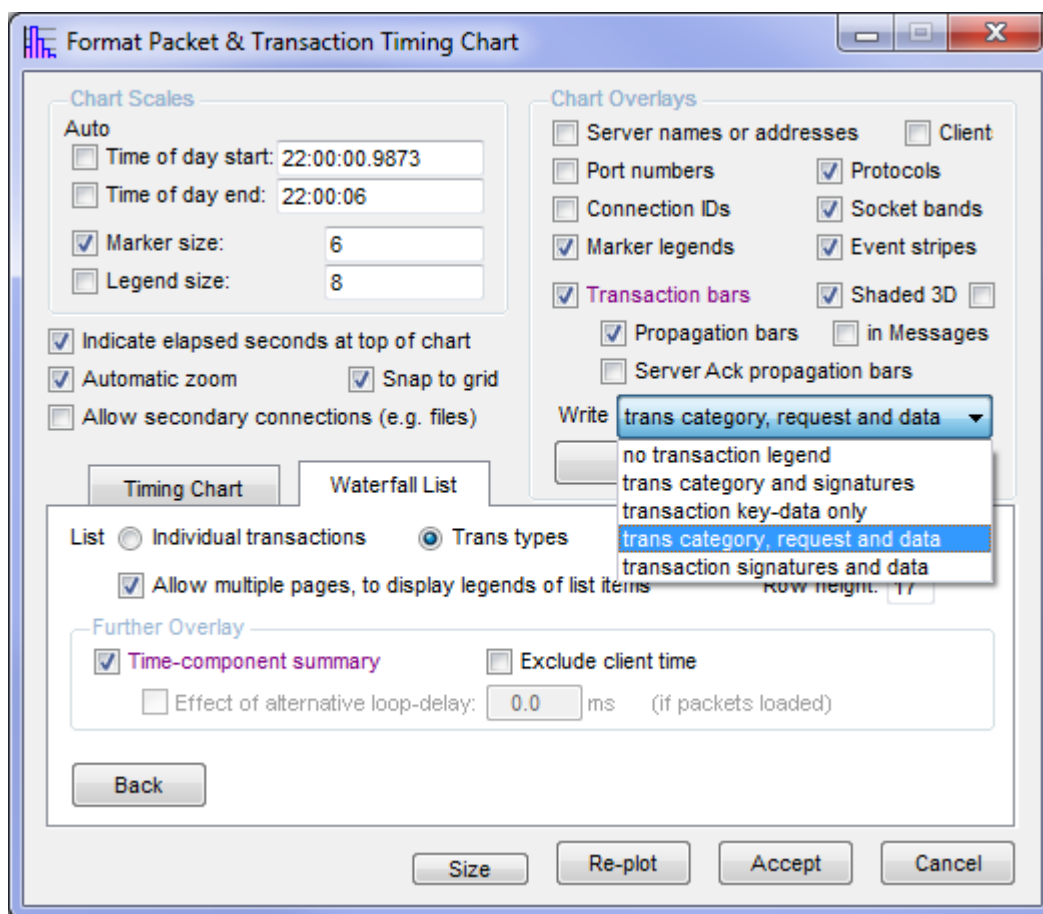 Format Packet & Transaction Timing Chart
Chart Scales
Auto
Time of day start: 22:00:00.9873
Time of day end: 22:00:06
Marker size: 6
Legend size: 8
Indicate elapsed seconds at top of chart
Automatic zoom Snap to grid
Allow secondary connections (e.g. files)
Chart Overlays
Server names or addresses Client
Port numbers Protocols
Connection IDs Socket bands
Marker legends Event stripes
Transaction bars Shaded 3D
Propagation bars in Messages
Server Ack propagation bars
Write trans category, request and data
no transaction legend
trans category and signatures
transaction key-data only
trans category, request and data
transaction signatures and data
Timing Chart Waterfall List
List Individual transactions Trans types
Allow multiple pages, to display legends of list items Row height: 17
Further Overlay
Time-component summary Exclude client time
Effect of alternative loop-delay: 0.0 ms (if packets loaded)
Back
Size Re-plot Accept Cancel